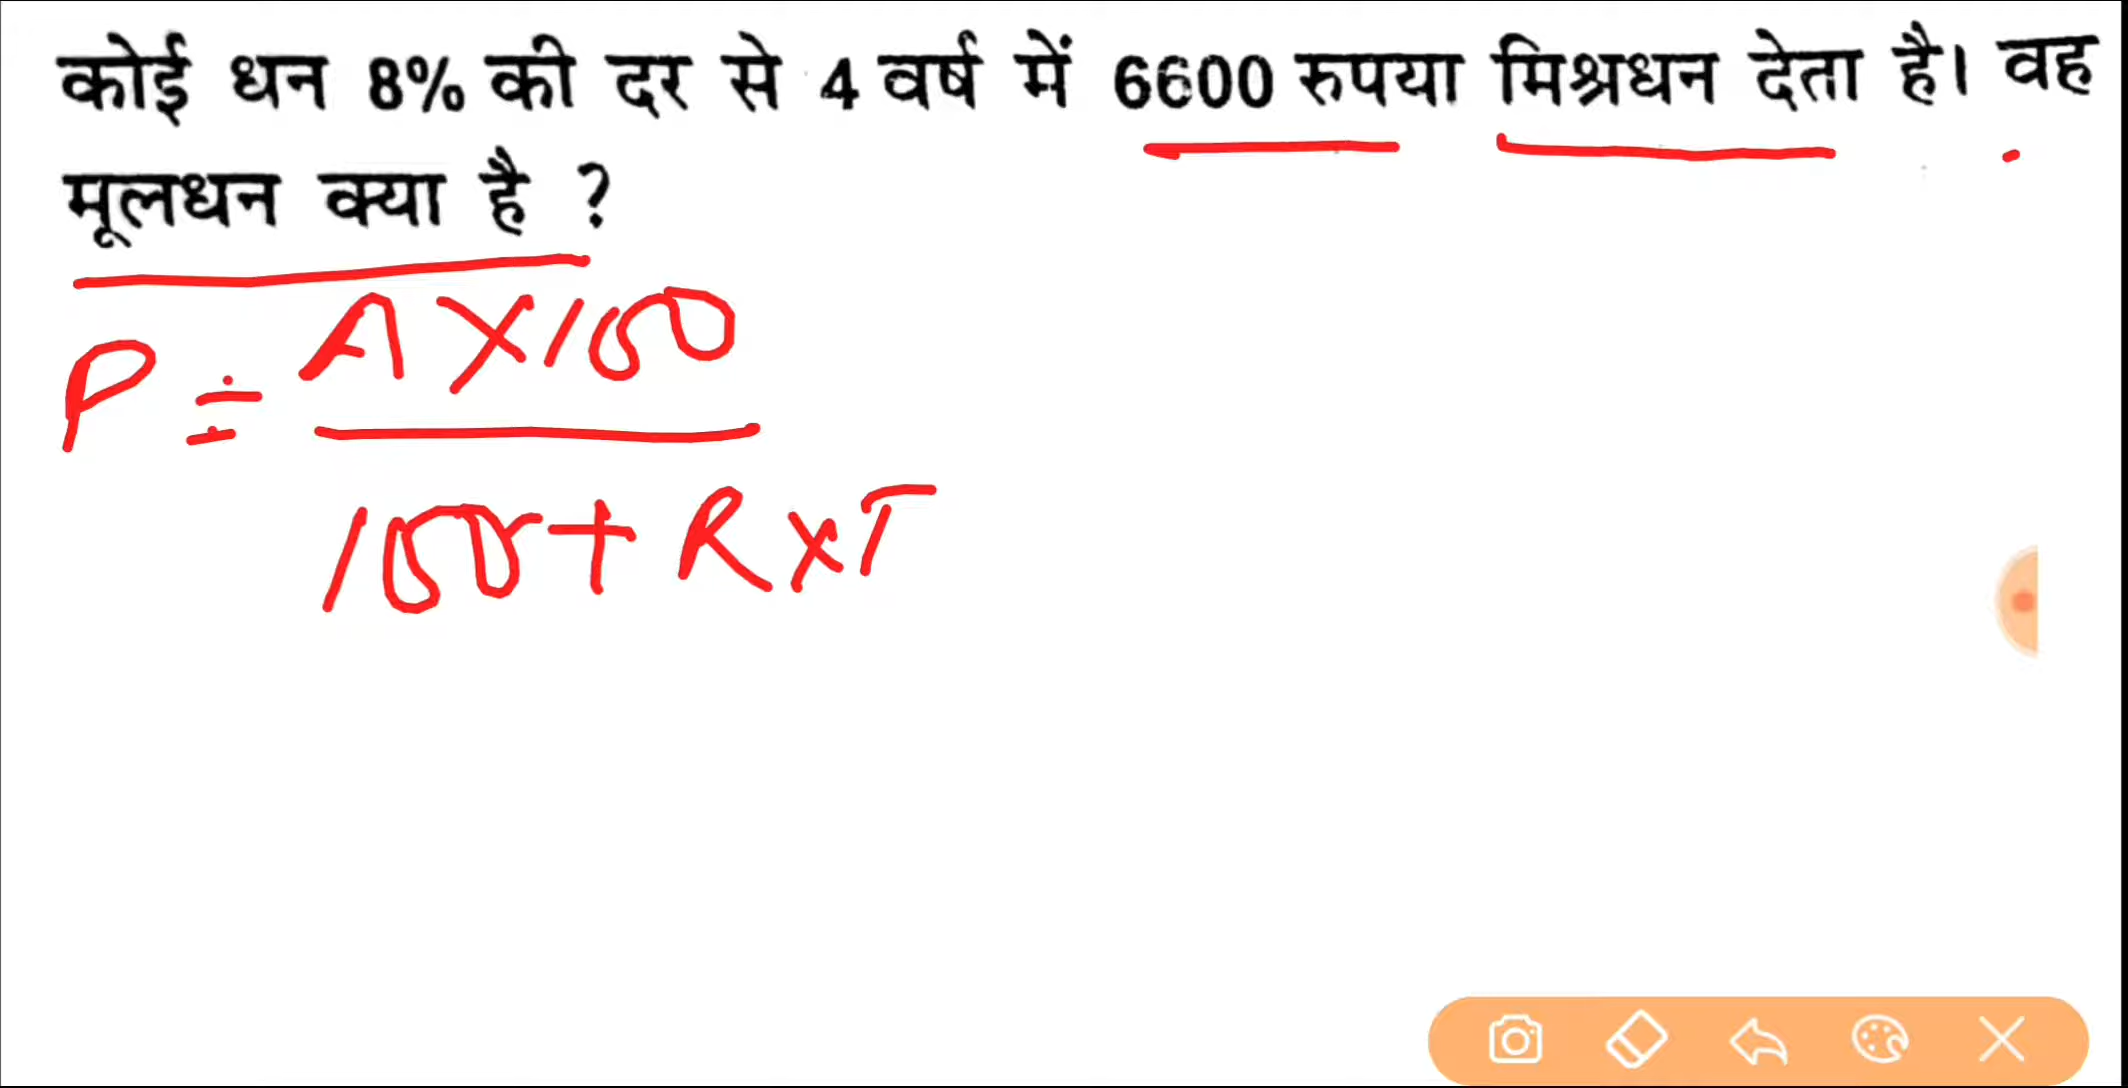 कोई धन 8% की दर से 4 वर्ष में 6600 रुपया मिश्रधन देता है। वह
मूलधन क्या है ?
P = A×100
100+R×T